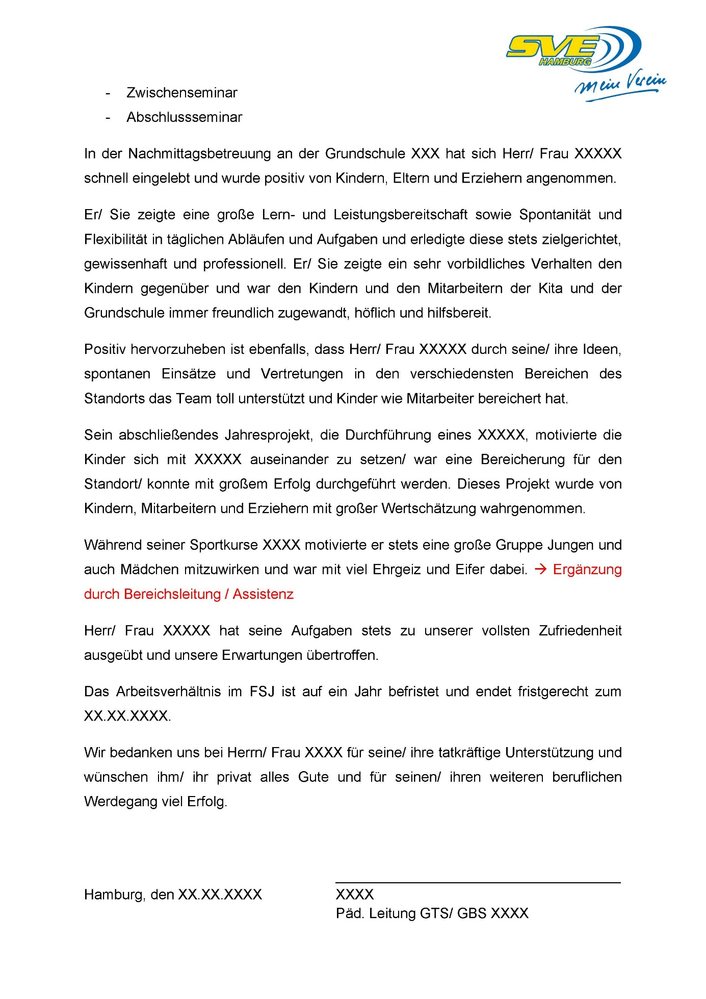 SVE
HAMBURG
Mein Verein
- Zwischenseminar
- Abschlussseminar
In der Nachmittagsbetreuung an der Grundschule XXX hat sich Herr/ Frau XXXXX
schnell eingelebt und wurde positiv von Kindern, Eltern und Erziehern angenommen.
Er/ Sie zeigte eine große Lern- und Leistungsbereitschaft sowie Spontanität und
Flexibilität in täglichen Abläufen und Aufgaben und erledigte diese stets zielgerichtet,
gewissenhaft und professionell. Er/ Sie zeigte ein sehr vorbildliches Verhalten den
Kindern gegenüber und war den Kindern und den Mitarbeitern der Kita und der
Grundschule immer freundlich zugewandt, höflich und hilfsbereit.
Positiv hervorzuheben ist ebenfalls, dass Herr/ Frau XXXXX durch seine/ ihre Ideen,
spontanen Einsätze und Vertretungen in den verschiedensten Bereichen des
Standorts das Team toll unterstützt und Kinder wie Mitarbeiter bereichert hat.
Sein abschließendes Jahresprojekt, die Durchführung eines XXXXX, motivierte die
Kinder sich mit XXXXX auseinander zu setzen/ war eine Bereicherung für den
Standort/ konnte mit großem Erfolg durchgeführt werden. Dieses Projekt wurde von
Kindern, Mitarbeitern und Erziehern mit großer Wertschätzung wahrgenommen.
Während seiner Sportkurse XXXX motivierte er stets eine große Gruppe Jungen und
auch Mädchen mitzuwirken und war mit viel Ehrgeiz und Eifer dabei. → Ergänzung
durch Bereichsleitung / Assistenz
Herr/ Frau XXXXX hat seine Aufgaben stets zu unserer vollsten Zufriedenheit
ausgeübt und unsere Erwartungen übertroffen.
Das Arbeitsverhältnis im FSJ ist auf ein Jahr befristet und endet fristgerecht zum
XX.XX.XXXX.
Wir bedanken uns bei Herrn/ Frau XXXX für seine/ ihre tatkräftige Unterstützung und
wünschen ihm/ ihr privat alles Gute und für seinen/ ihren weiteren beruflichen
Werdegang viel Erfolg.
Hamburg, den XX.XX.XXXX
XXXX
Päd. Leitung GTS/ GBS XXXX